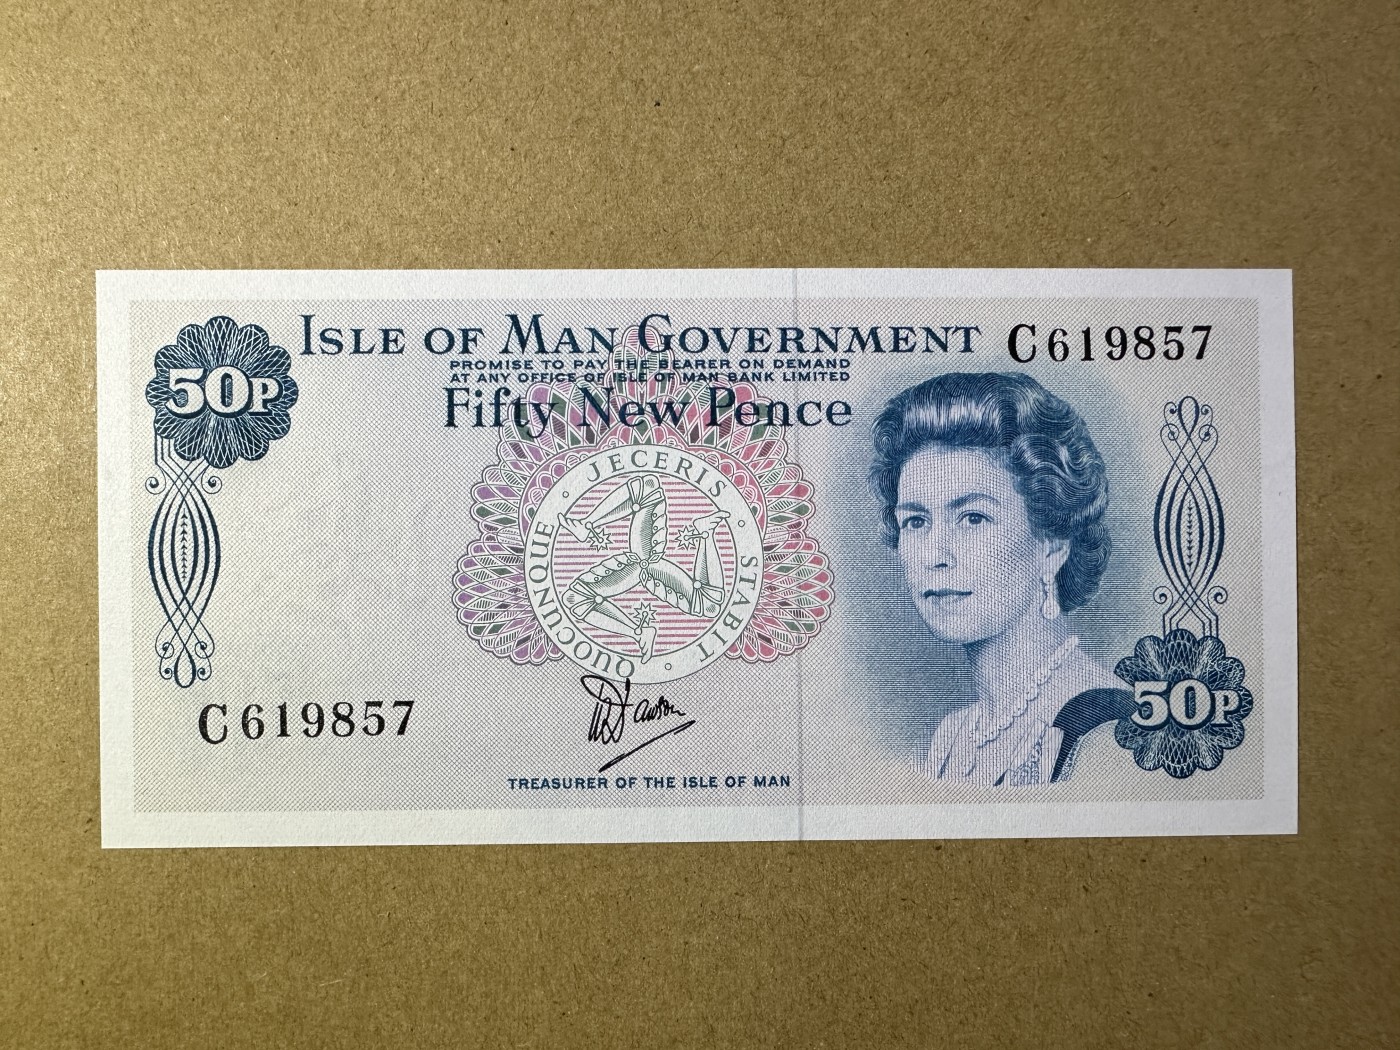 ISLE OF MAN GOVERNMENT
C619857
PROMISE TO PAY THE BEARER ON DEMAND
AT ANY OFFICE OF ISLE OF MAN BANK LIMITED
50P
Fifty New Pence
QUOCUNQUE · JECERIS · STABIT ·
50P
C619857
W Dawson
TREASURER OF THE ISLE OF MAN